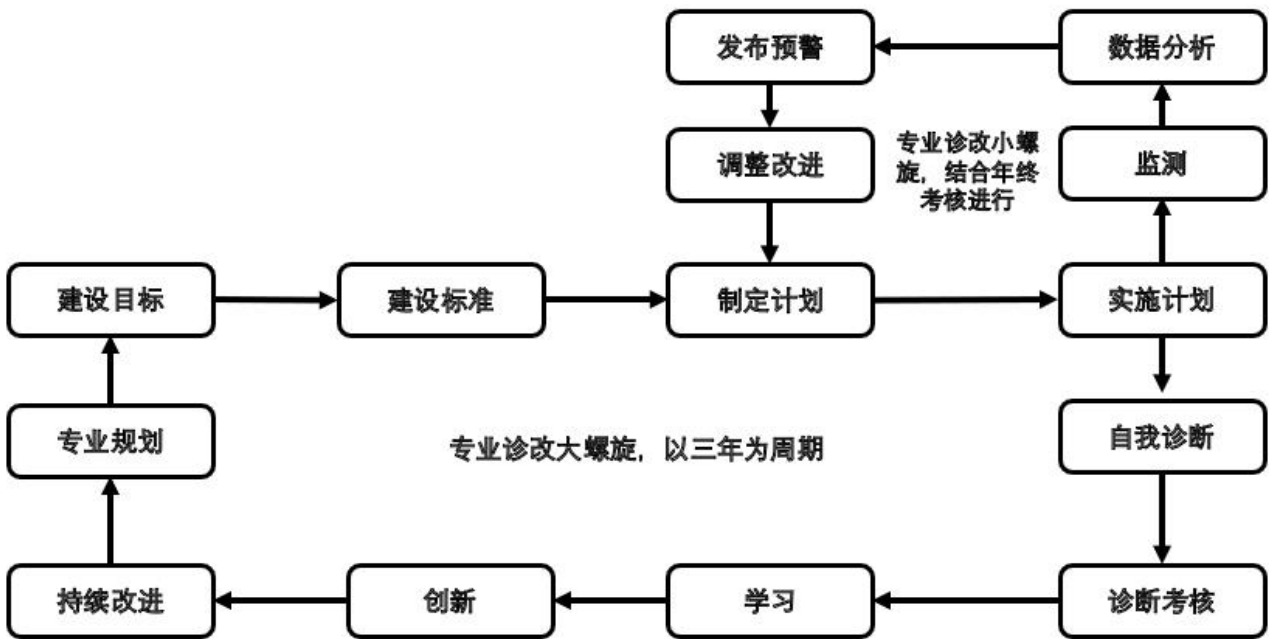 发布预警
数据分析
调整改进
专业诊改小螺
旋，结合年终
考核进行
监测
建设目标
建设标准
制定计划
实施计划
专业规划
专业诊改大螺旋，以三年为周期
自我诊断
持续改进
创新
学习
诊断考核